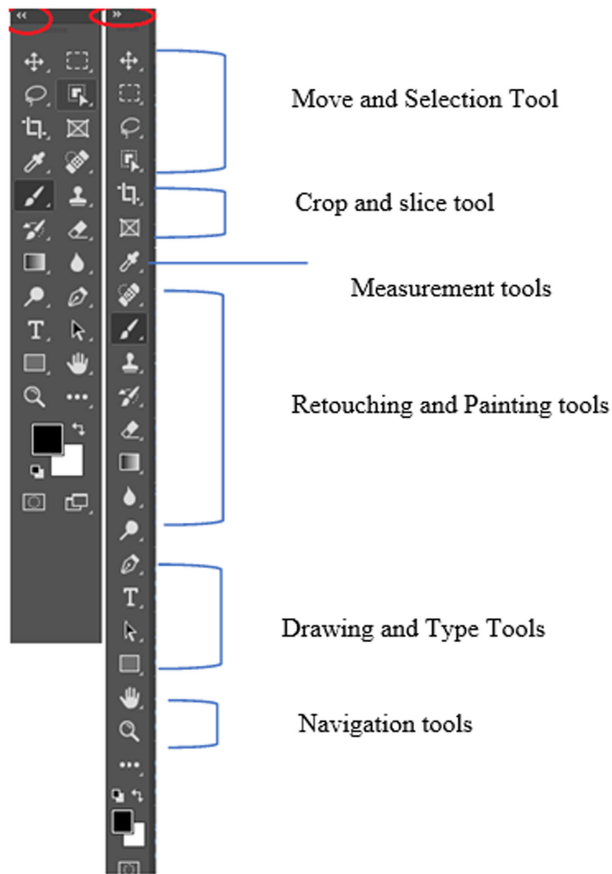 Move and Selection Tool
Crop and slice tool
Measurement tools
Retouching and Painting tools
Drawing and Type Tools
Navigation tools